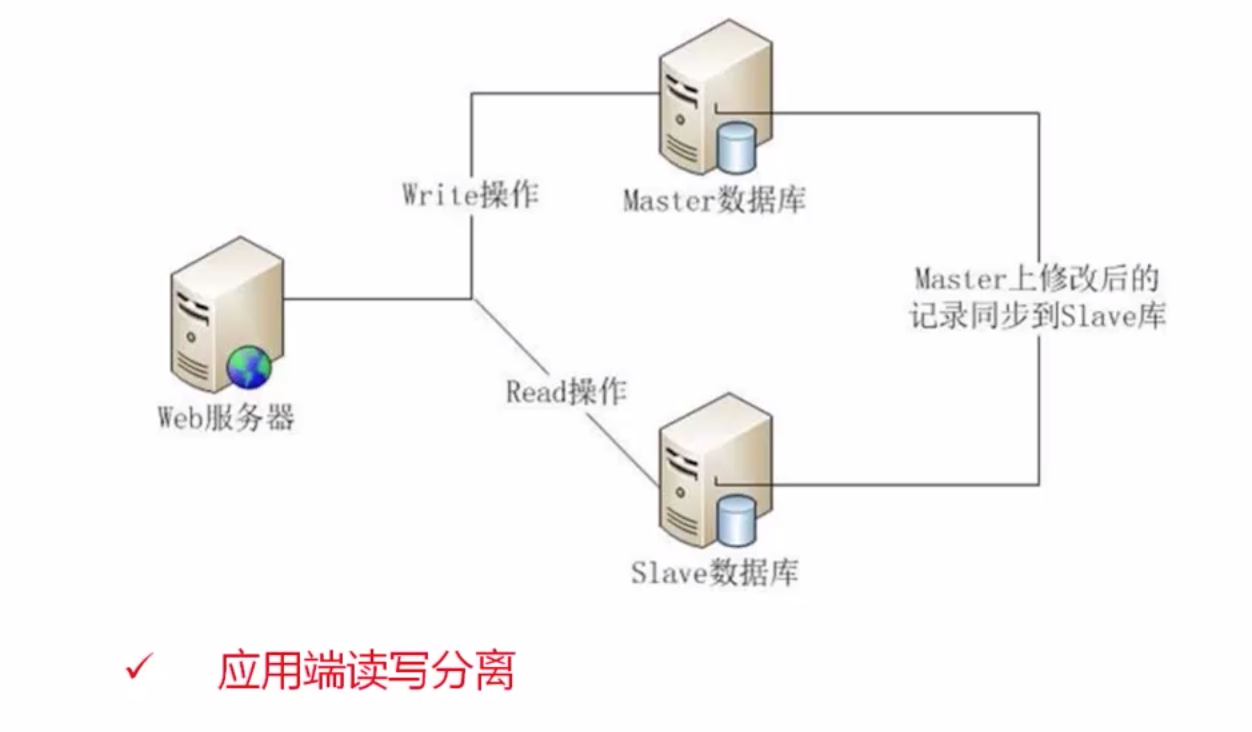 Write操作
Master数据库
Master上修改后的
记录同步到Slave库
Web服务器
Read操作
Slave数据库
✓ 应用端读写分离